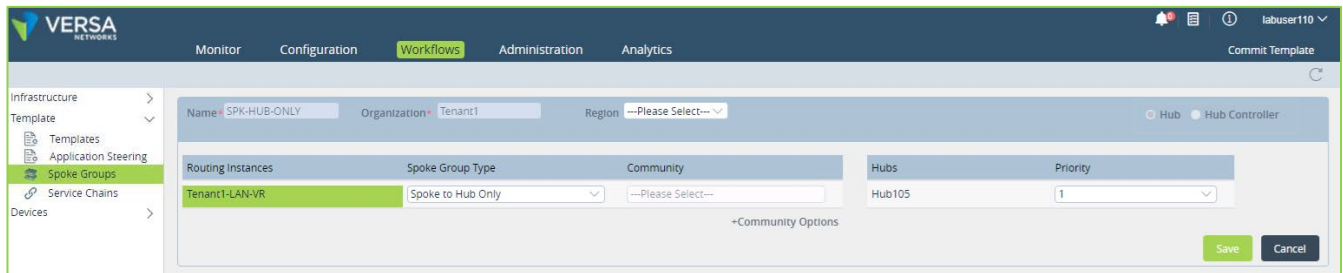 VERSA
NETWORKS
labuser110
Monitor Configuration Workflows Administration Analytics Commit Template
Infrastructure
Template
Templates
Application Steering
Spoke Groups
Service Chains
Devices
Name* SPK-HUB-ONLY Organization* Tenant1 Region ---Please Select--- Hub Hub Controller
Routing Instances Spoke Group Type Community Hubs Priority
Tenant1-LAN-VR Spoke to Hub Only ---Please Select--- Hub105 1
+Community Options
Save Cancel